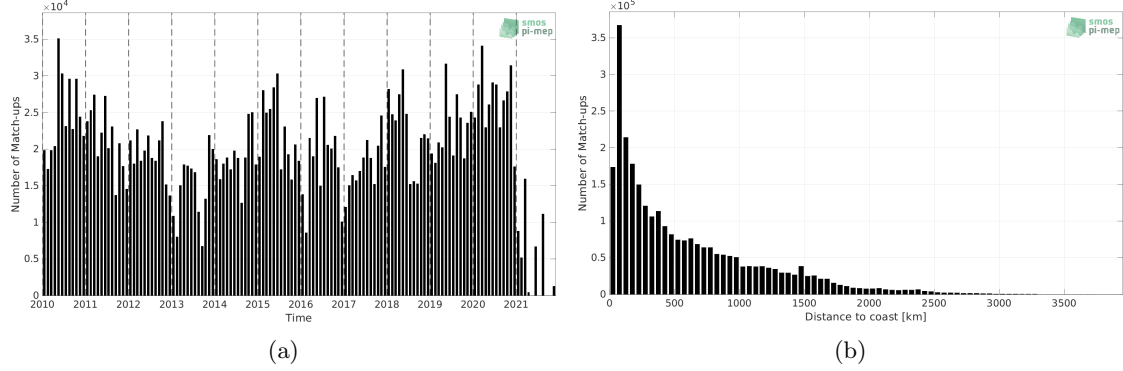 ×10⁴
3.5
3
2.5
2
1.5
1
0.5
0
Number of Match-ups
2010 2011 2012 2013 2014 2015 2016 2017 2018 2019 2020 2021
Time
smos
pi-mep
(a)
×10⁵
3.5
3
2.5
2
1.5
1
0.5
0
Number of Match-ups
0 500 1000 1500 2000 2500 3000 3500
Distance to coast [km]
smos
pi-mep
(b)